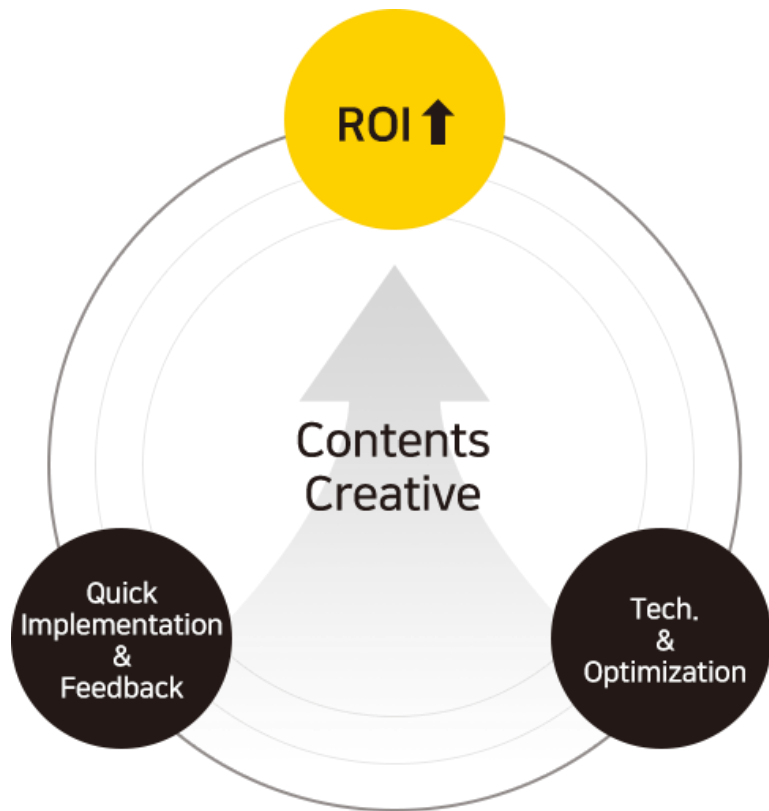 ROI
Contents
Creative
Quick
Implementation
&
Feedback
Tech.
&
Optimization